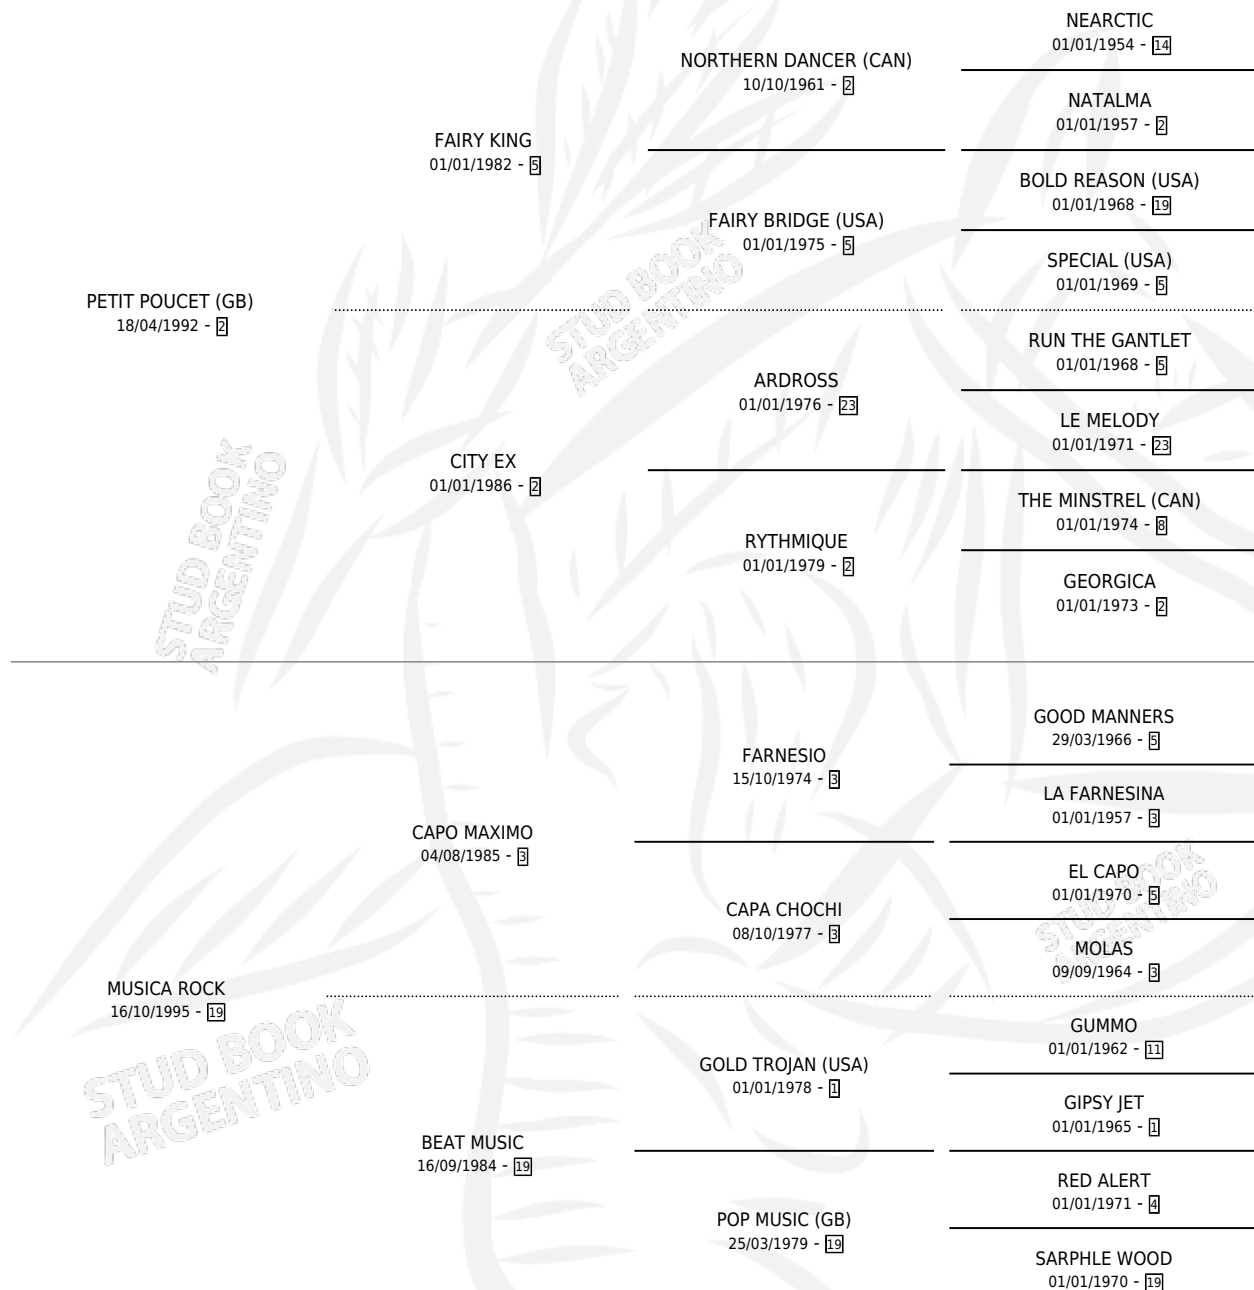 NEARCTIC
01/01/1954 - 14
NORTHERN DANCER (CAN)
10/10/1961 - 2
NATALMA
01/01/1957 - 2
FAIRY KING
01/01/1982 - 5
BOLD REASON (USA)
01/01/1968 - 19
FAIRY BRIDGE (USA)
01/01/1975 - 5
SPECIAL (USA)
01/01/1969 - 5
PETIT POUCET (GB)
18/04/1992 - 2
STUD BOOK
ARGENTINO
RUN THE GANTLET
01/01/1968 - 5
ARDROSS
01/01/1976 - 23
LE MELODY
01/01/1971 - 23
CITY EX
01/01/1986 - 2
THE MINSTREL (CAN)
01/01/1974 - 8
RYTHMIQUE
01/01/1979 - 2
GEORGICA
01/01/1973 - 2
STUD BOOK
ARGENTINO
GOOD MANNERS
29/03/1966 - 5
FARNESIO
15/10/1974 - 3
LA FARNESINA
01/01/1957 - 3
CAPO MAXIMO
04/08/1985 - 3
EL CAPO
01/01/1970 - 5
CAPA CHOCHI
08/10/1977 - 3
MOLAS
09/09/1964 - 3
STUD BOOK
ARGENTINO
MUSICA ROCK
16/10/1995 - 19
GUMMO
01/01/1962 - 11
GOLD TROJAN (USA)
01/01/1978 - 1
GIPSY JET
01/01/1965 - 1
STUD BOOK
ARGENTINO
BEAT MUSIC
16/09/1984 - 19
RED ALERT
01/01/1971 - 4
POP MUSIC (GB)
25/03/1979 - 19
SARPHLE WOOD
01/01/1970 - 19